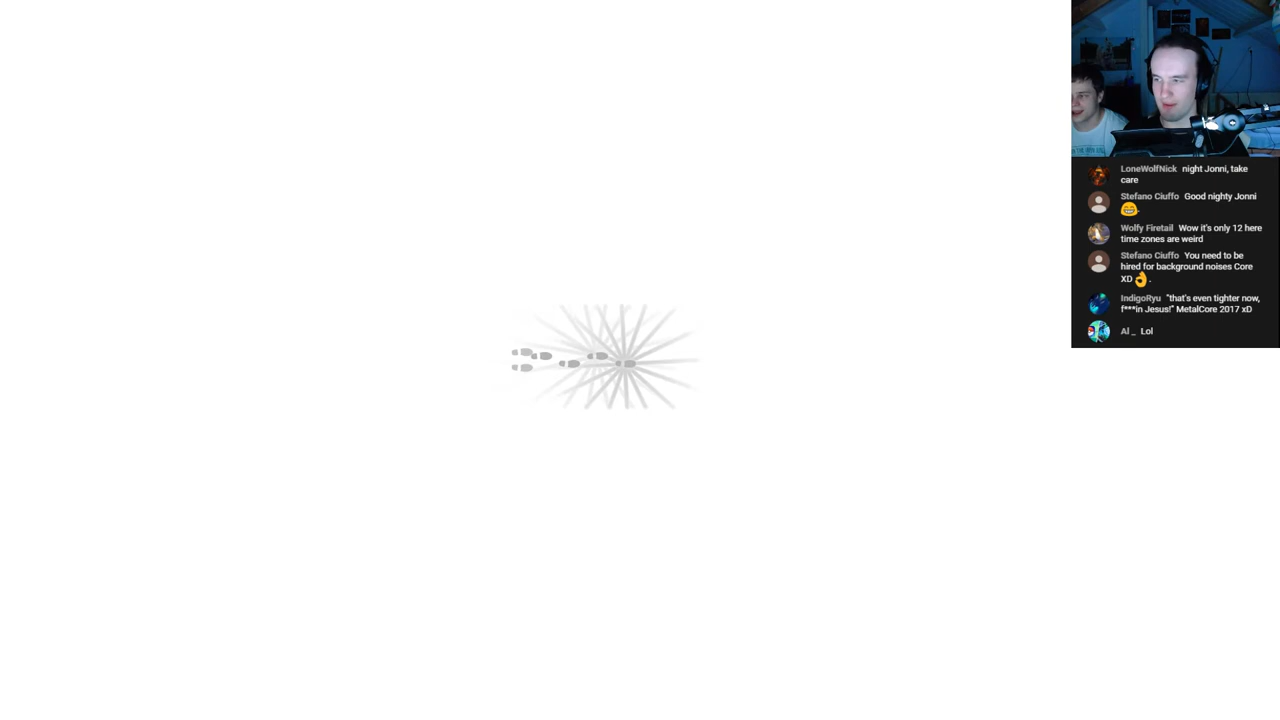 LoneWolfNick night Jonni, take
care
Stefano Ciuffo Good nighty Jonni
Wolfy Firetail Wow it's only 12 here
time zones are weird
Stefano Ciuffo You need to be
hired for background noises Core
XD 👌.
IndigoRyu "that's even tighter now,
f***in Jesus!" MetalCore 2017 xD
Al _ Lol